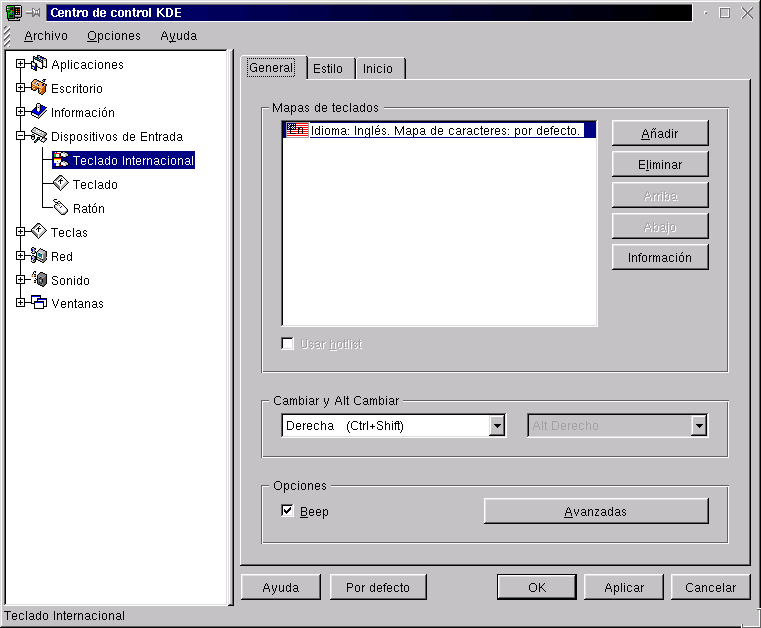 Centro de control KDE
Archivo Opciones Ayuda
Aplicaciones
Escritorio
Información
Dispositivos de Entrada
Teclado Internacional
Teclado
Ratón
Teclas
Red
Sonido
Ventanas
General Estilo Inicio
Mapas de teclados
Idioma: Inglés. Mapa de caracteres: por defecto.
Añadir
Eliminar
Arriba
Abajo
Información
Usar hotlist
Cambiar y Alt Cambiar
Derecha (Ctrl+Shift) Alt Derecho
Opciones
Beep Avanzadas
Ayuda Por defecto OK Aplicar Cancelar
Teclado Internacional